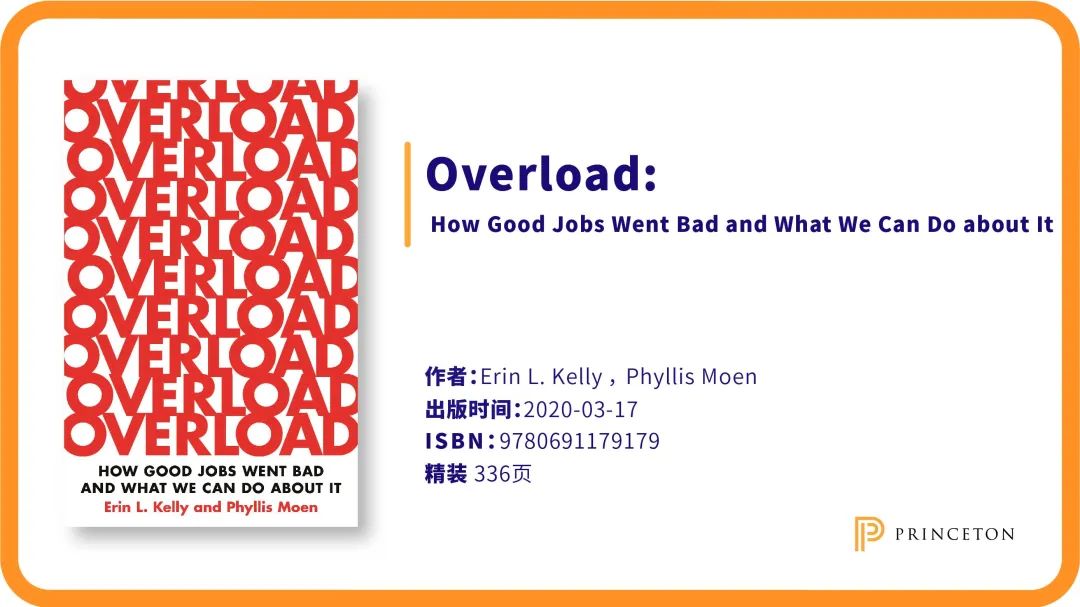 OVERLOAD
OVERLOAD
OVERLOAD
OVERLOAD
OVERLOAD
OVERLOAD
OVERLOAD
OVERLOAD
OVERLOAD
OVERLOAD
HOW GOOD JOBS WENT BAD
AND WHAT WE CAN DO ABOUT IT
Erin L. Kelly and Phyllis Moen
Overload:
How Good Jobs Went Bad and What We Can Do about It
作者:Erin L. Kelly，Phyllis Moen
出版时间:2020-03-17
ISBN:9780691179179
精装 336页
PRINCETON